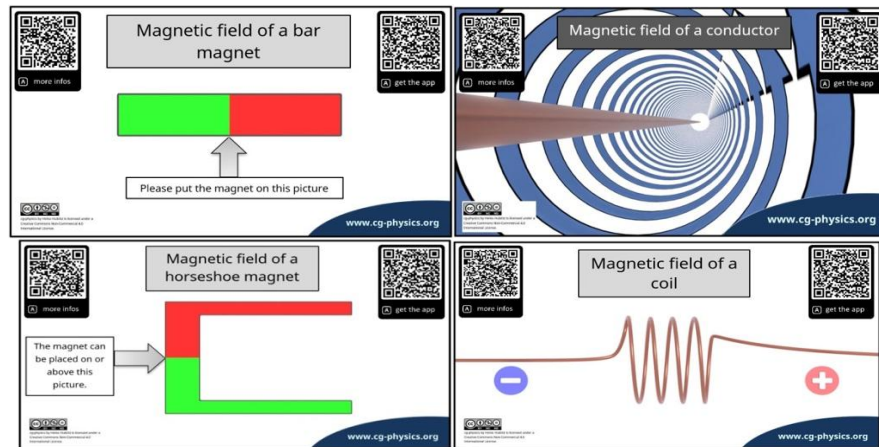 Magnetic field of a bar
magnet
A more infos
A get the app
Please put the magnet on this picture
www.cg-physics.org
Magnetic field of a conductor
A more infos
A get the app
www.cg-physics.org
Magnetic field of a
horseshoe magnet
A more infos
A get the app
The magnet can
be placed on or
above this
picture.
www.cg-physics.org
Magnetic field of a
coil
A more infos
A get the app
www.cg-physics.org